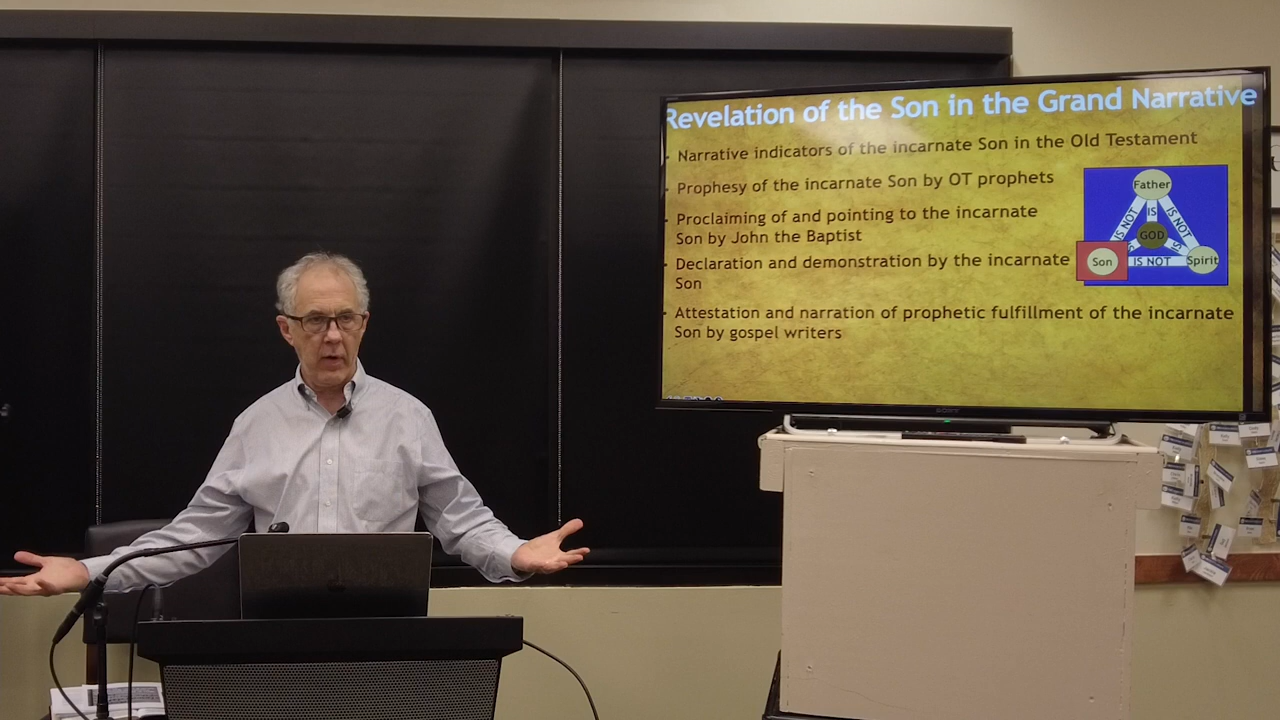 Revelation of the Son in the Grand Narrative
Narrative indicators of the incarnate Son in the Old Testament
Prophesy of the incarnate Son by OT prophets
Proclaiming of and pointing to the incarnate
Son by John the Baptist
Declaration and demonstration by the incarnate
Son
Attestation and narration of prophetic fulfillment of the incarnate
Son by gospel writers
Father
IS NOT
IS
IS NOT
GOD
IS
IS
Son
IS NOT
Spirit
SONY